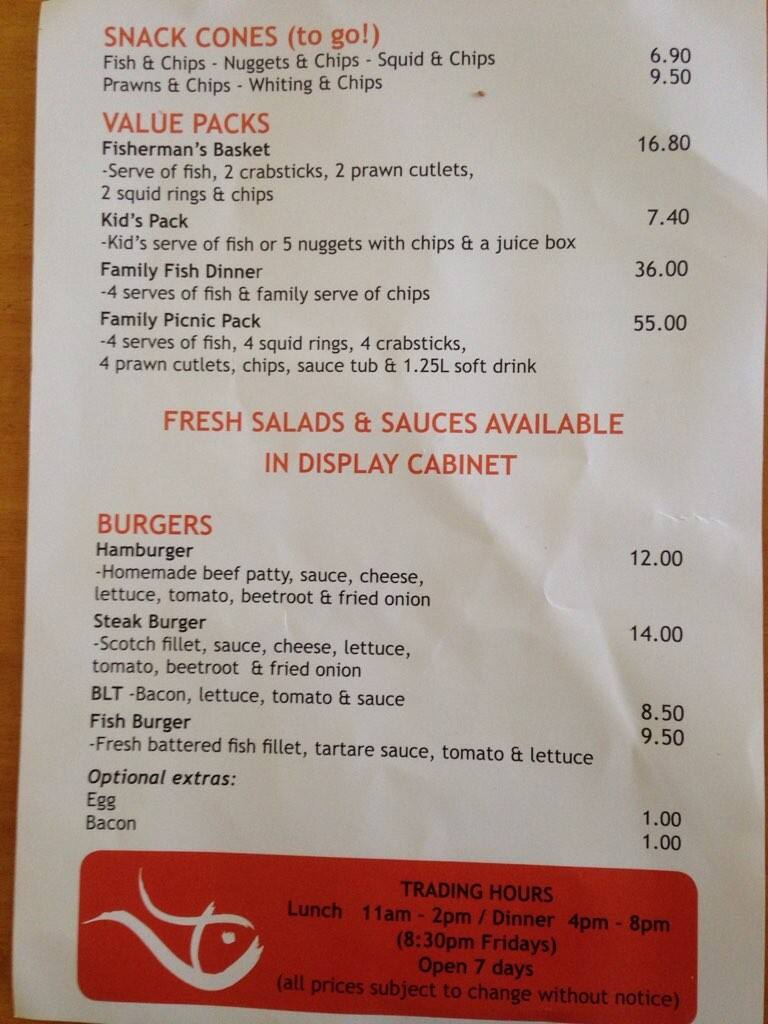 SNACK CONES (to go!)
Fish & Chips - Nuggets & Chips - Squid & Chips 6.90
Prawns & Chips - Whiting & Chips 9.50
VALUE PACKS
Fisherman's Basket 16.80
-Serve of fish, 2 crabsticks, 2 prawn cutlets,
2 squid rings & chips
Kid's Pack 7.40
-Kid's serve of fish or 5 nuggets with chips & a juice box
Family Fish Dinner 36.00
-4 serves of fish & family serve of chips
Family Picnic Pack 55.00
-4 serves of fish, 4 squid rings, 4 crabsticks,
4 prawn cutlets, chips, sauce tub & 1.25L soft drink
FRESH SALADS & SAUCES AVAILABLE
IN DISPLAY CABINET
BURGERS
Hamburger 12.00
-Homemade beef patty, sauce, cheese,
lettuce, tomato, beetroot & fried onion
Steak Burger 14.00
-Scotch fillet, sauce, cheese, lettuce,
tomato, beetroot & fried onion
BLT -Bacon, lettuce, tomato & sauce 8.50
Fish Burger 9.50
-Fresh battered fish fillet, tartare sauce, tomato & lettuce
Optional extras:
Egg 1.00
Bacon 1.00
TRADING HOURS
Lunch 11am - 2pm / Dinner 4pm - 8pm
(8:30pm Fridays)
Open 7 days
(all prices subject to change without notice)